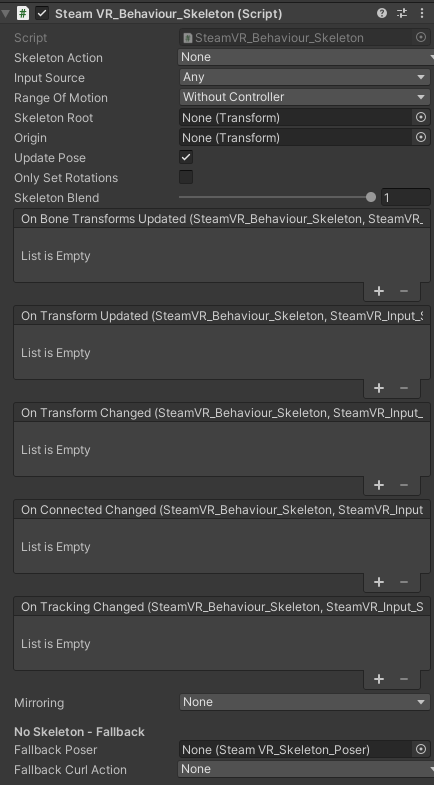 # Steam VR_Behaviour_Skeleton (Script)
Script SteamVR_Behaviour_Skeleton
Skeleton Action None
Input Source Any
Range Of Motion Without Controller
Skeleton Root None (Transform)
Origin None (Transform)
Update Pose
Only Set Rotations
Skeleton Blend 1
On Bone Transforms Updated (SteamVR_Behaviour_Skeleton, SteamVR_
List is Empty
+ −
On Transform Updated (SteamVR_Behaviour_Skeleton, SteamVR_Input_S
List is Empty
+ −
On Transform Changed (SteamVR_Behaviour_Skeleton, SteamVR_Input_
List is Empty
+ −
On Connected Changed (SteamVR_Behaviour_Skeleton, SteamVR_Input
List is Empty
+ −
On Tracking Changed (SteamVR_Behaviour_Skeleton, SteamVR_Input_S
List is Empty
+ −
Mirroring None
No Skeleton - Fallback
Fallback Poser None (Steam VR_Skeleton_Poser)
Fallback Curl Action None